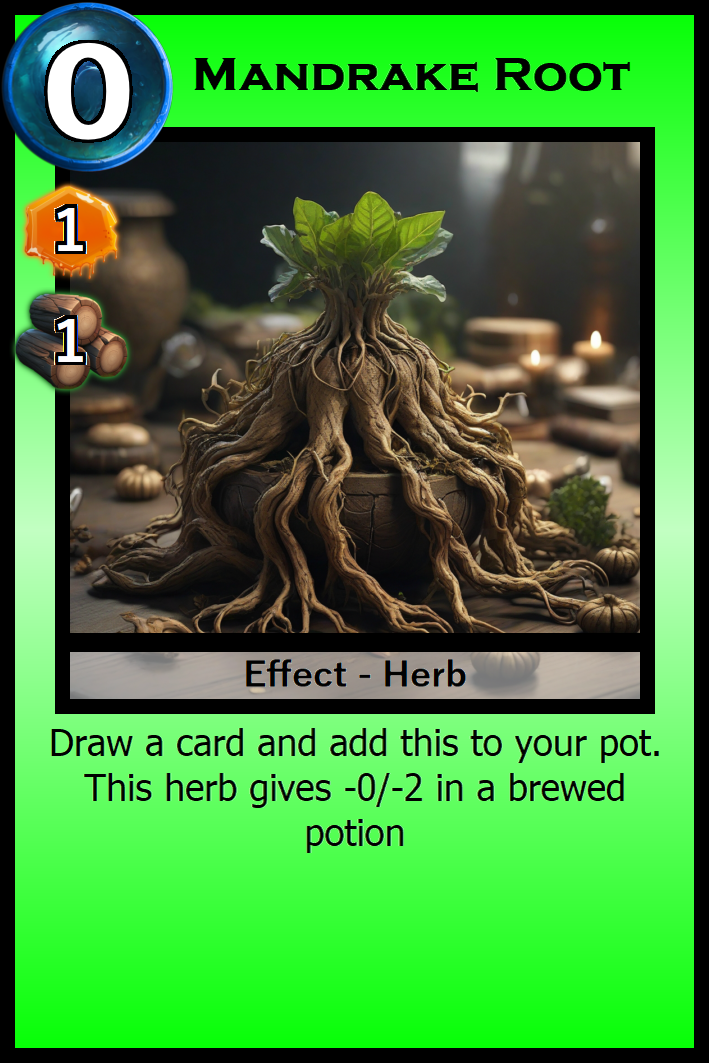 0
Mandrake Root
1
1
Effect - Herb
Draw a card and add this to your pot.
This herb gives -0/-2 in a brewed
potion